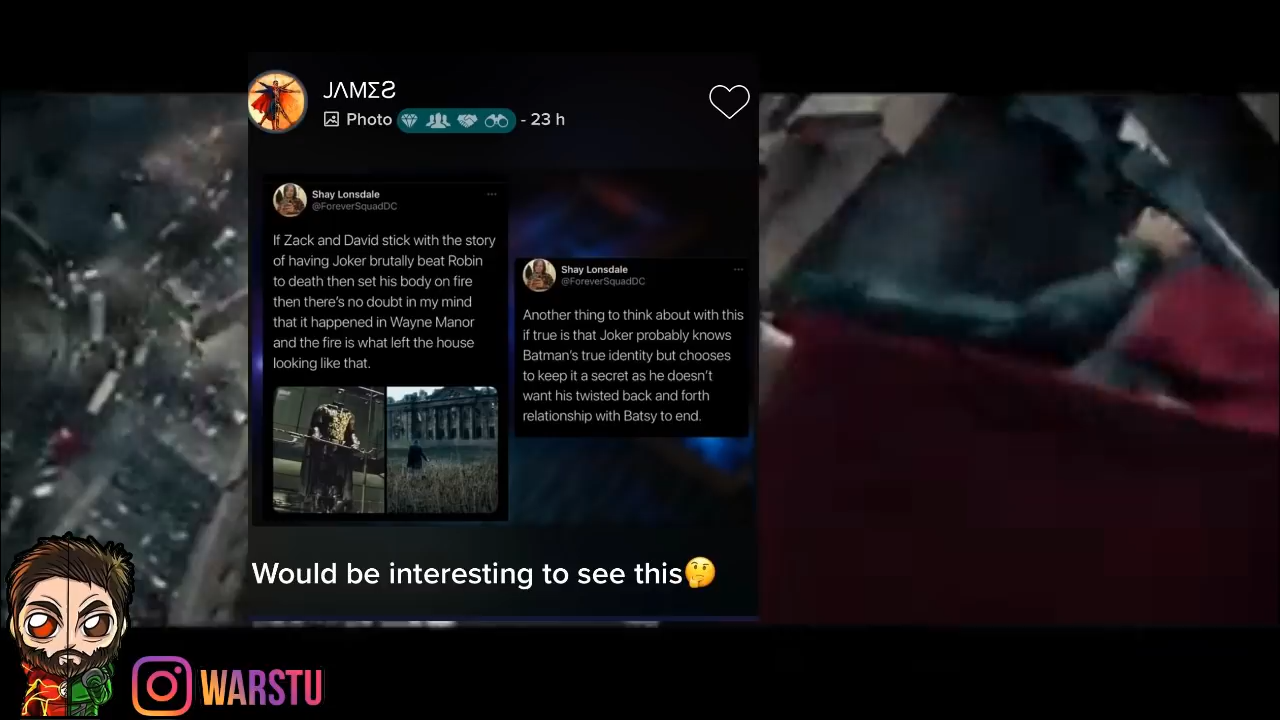 JΛMΣƧ
Photo - 23 h
Shay Lonsdale
@ForeverSquadDC
If Zack and David stick with the story
of having Joker brutally beat Robin
to death then set his body on fire
then there's no doubt in my mind
that it happened in Wayne Manor
and the fire is what left the house
looking like that.
Shay Lonsdale
@ForeverSquadDC
Another thing to think about with this
if true is that Joker probably knows
Batman's true identity but chooses
to keep it a secret as he doesn't
want his twisted back and forth
relationship with Batsy to end.
Would be interesting to see this🤔
WARSTU